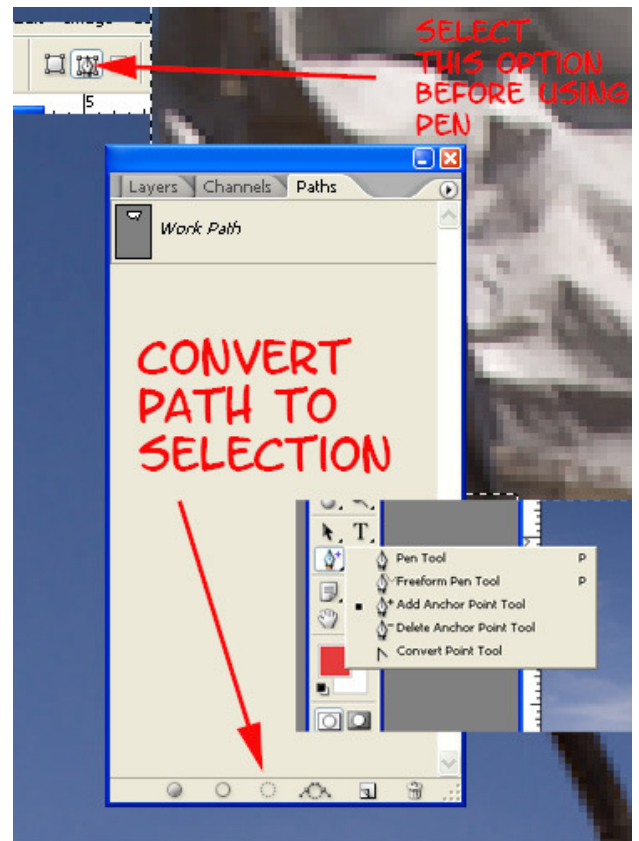 SELECT
THIS OPTION
BEFORE USING
PEN
5
Layers Channels Paths
Work Path
CONVERT
PATH TO
SELECTION
T
Pen Tool P
Freeform Pen Tool P
Add Anchor Point Tool
Delete Anchor Point Tool
Convert Point Tool